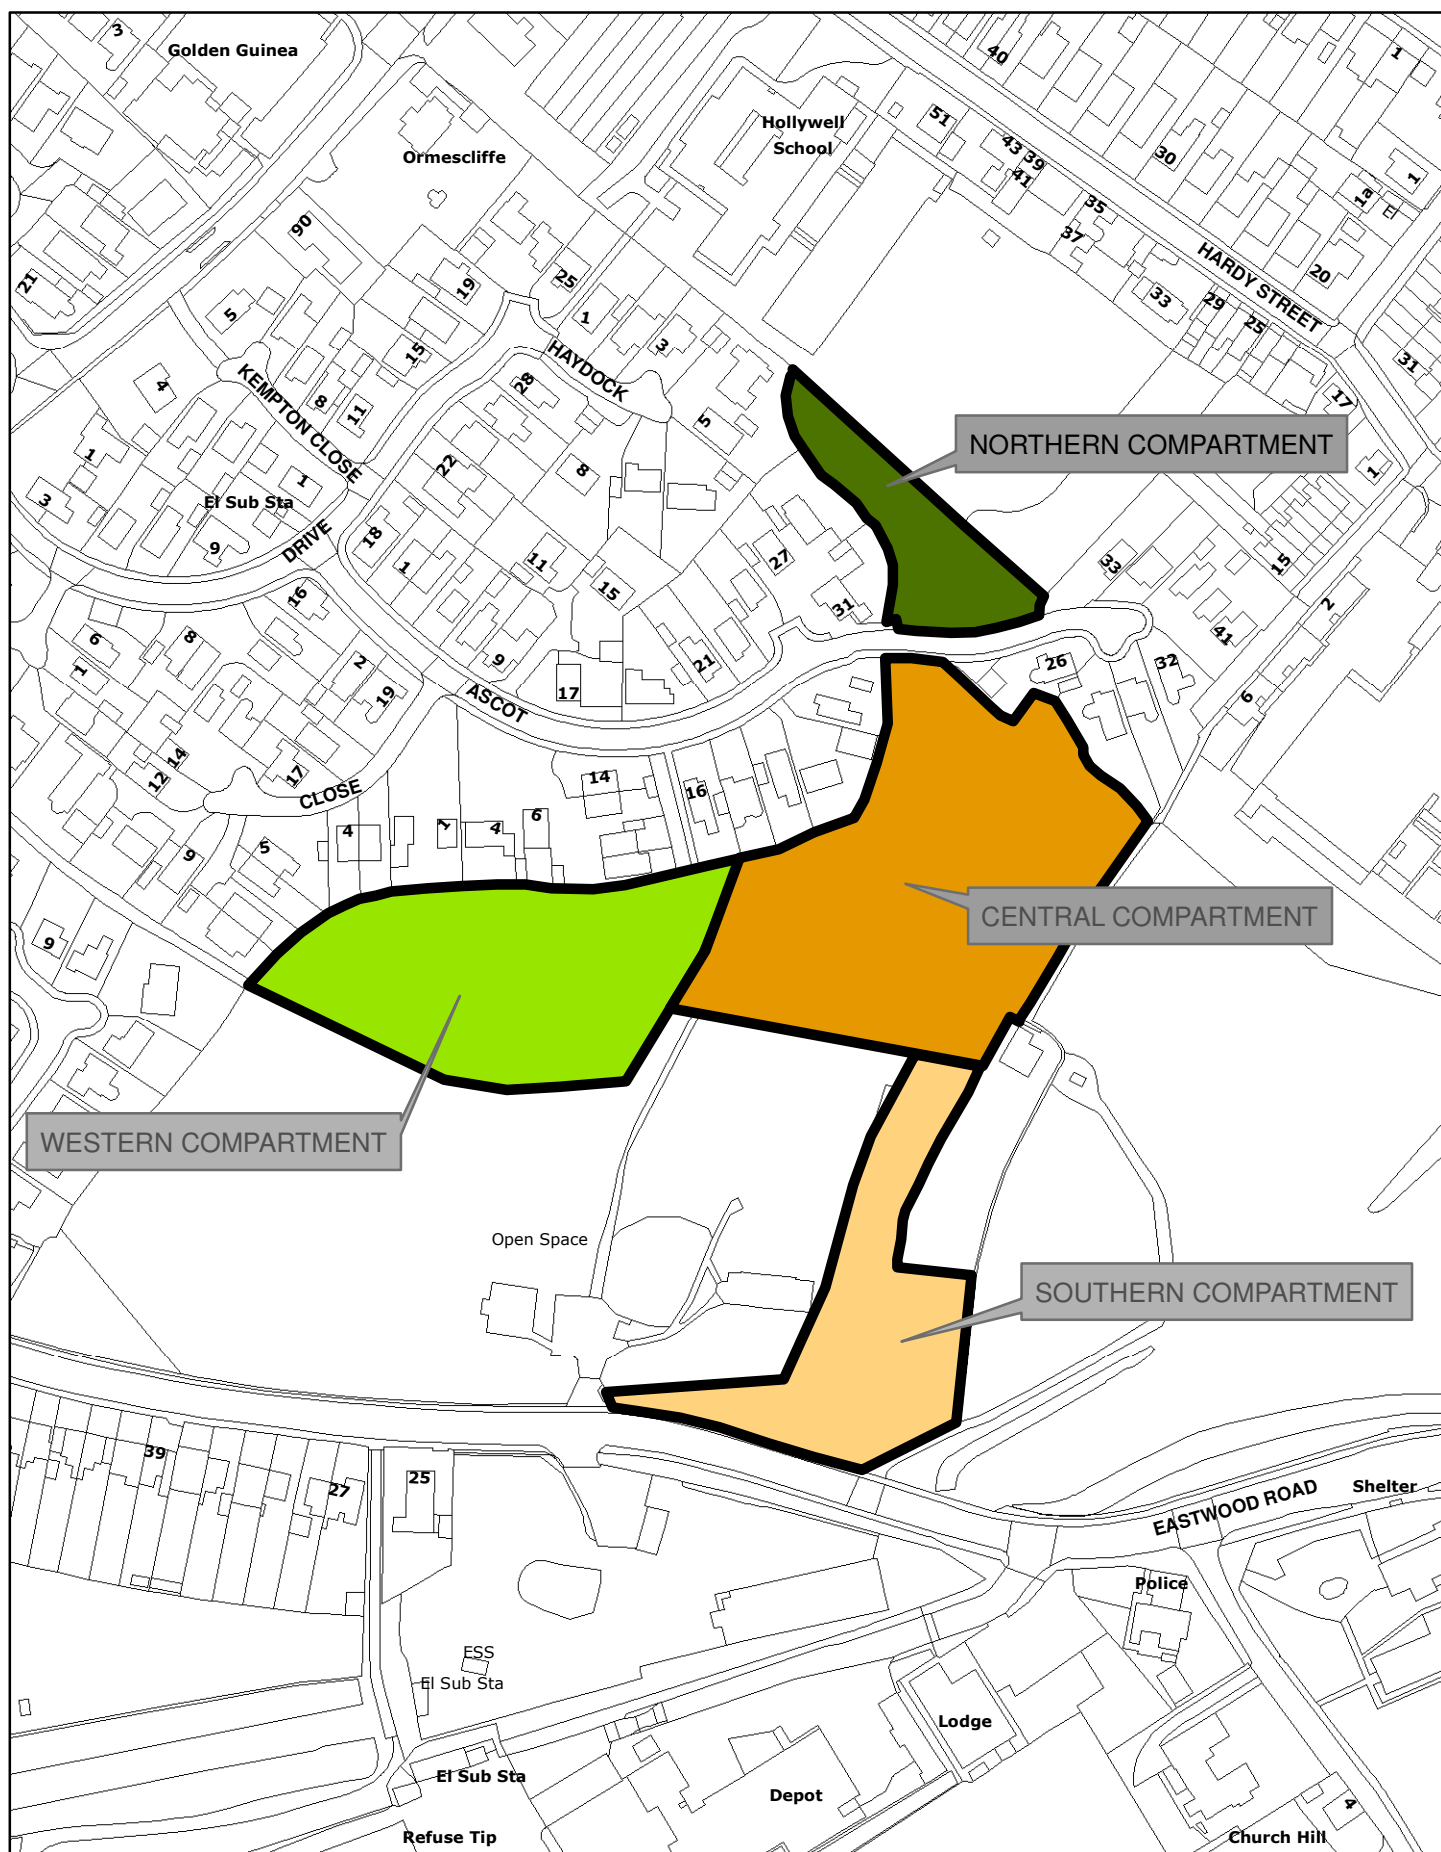 3
Golden Guinea
40
1
Hollywell
School
51
43
39
41
30
Ormescliffe
1
1a
E
35
37
90
HARDY STREET
20
21
19
25
33
29
25
5
1
3
15
31
HAYDOCK
4
KEMPTON CLOSE
8
11
28
5
17
NORTHERN COMPARTMENT
1
22
8
1
3
El Sub Sta
1
9
DRIVE
18
1
11
27
33
15
15
16
31
2
6
8
41
1
2
9
21
26
32
19
17
ASCOT
6
14
12
17
CLOSE
14
16
4
1
4
6
5
9
9
CENTRAL COMPARTMENT
WESTERN COMPARTMENT
Open Space
SOUTHERN COMPARTMENT
39
27
25
EASTWOOD ROAD
Shelter
Police
ESS
El Sub Sta
Lodge
El Sub Sta
Depot
4
Refuse Tip
Church Hill